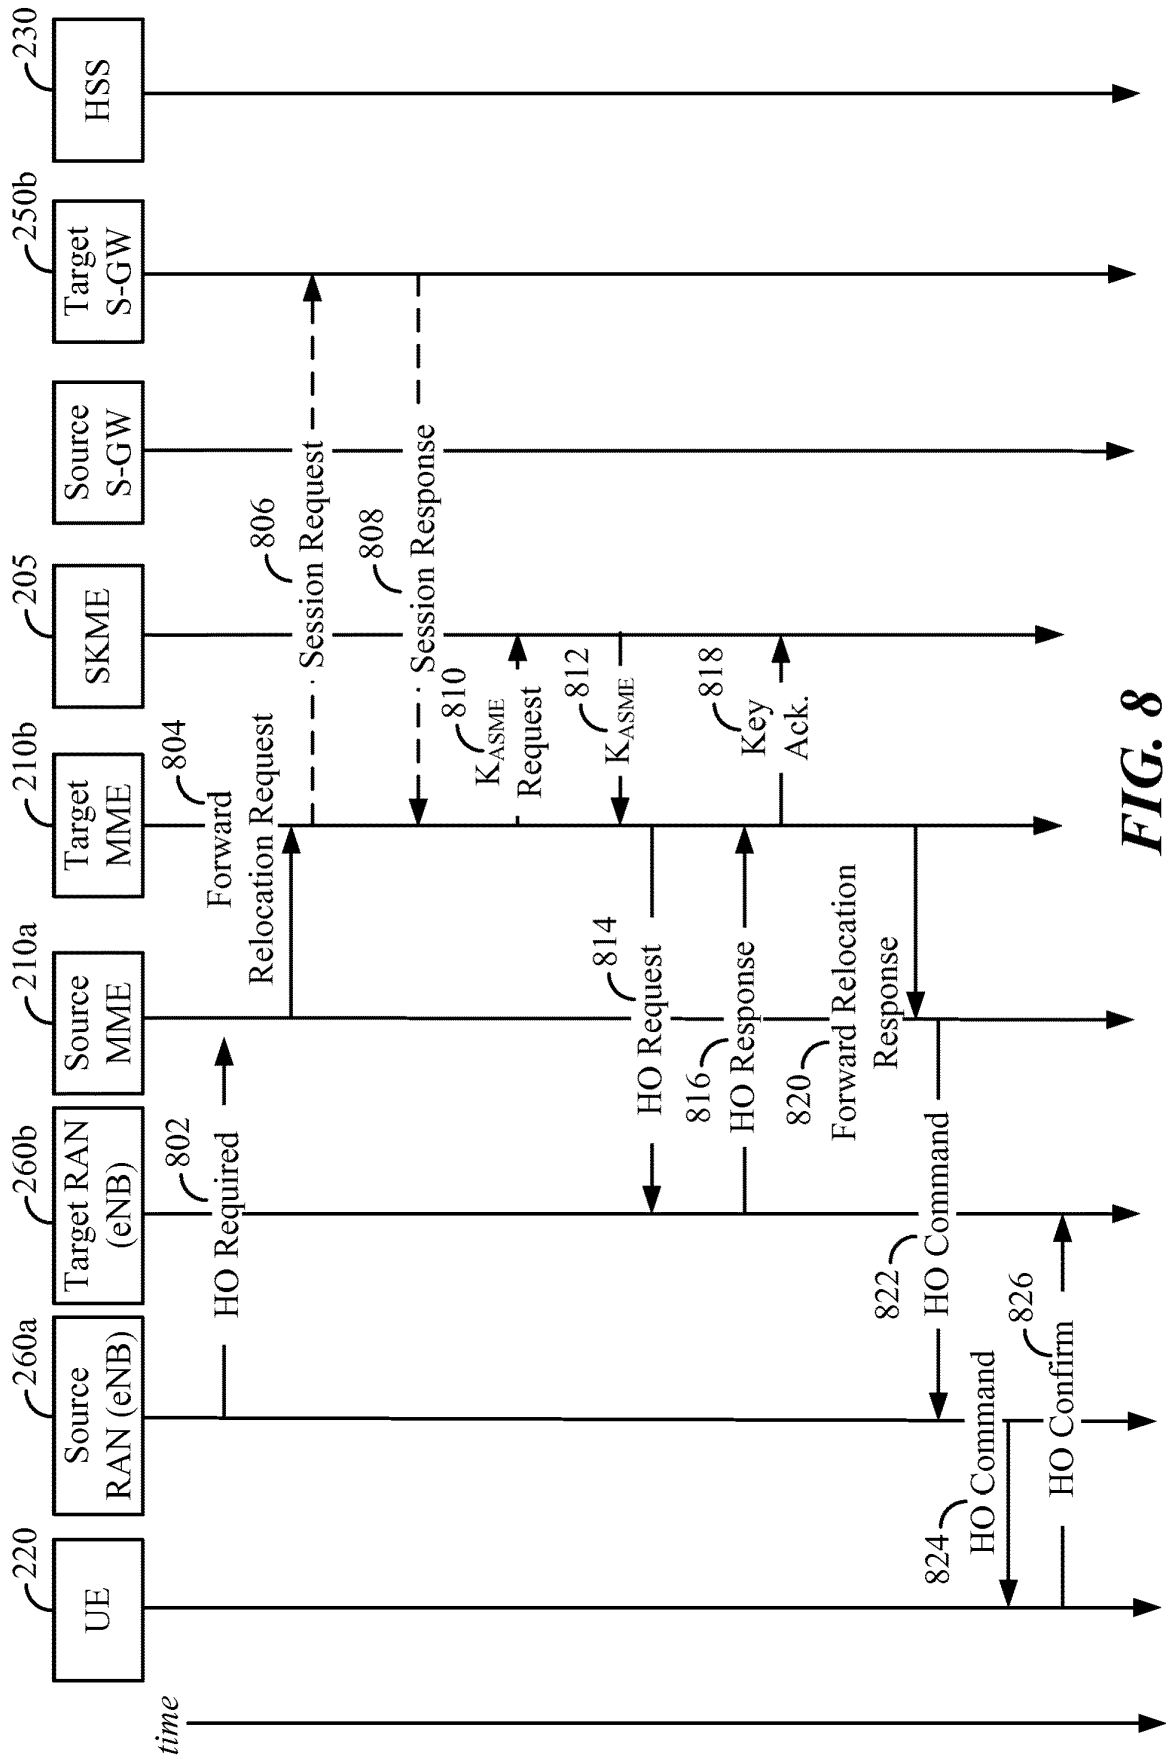 time
220
UE
260a
Source
RAN (eNB)
260b
Target RAN
(eNB)
210a
Source
MME
210b
Target
MME
205
SKME
Source
S-GW
250b
Target
S-GW
230
HSS
802
HO Required
804
Forward
Relocation Request
806
Session Request
808
Session Response
810
KASME
Request
812
KASME
814
HO Request
816
HO Response
818
Key
Ack.
820
Forward Relocation
Response
822
HO Command
824
HO Command
826
HO Confirm
FIG. 8